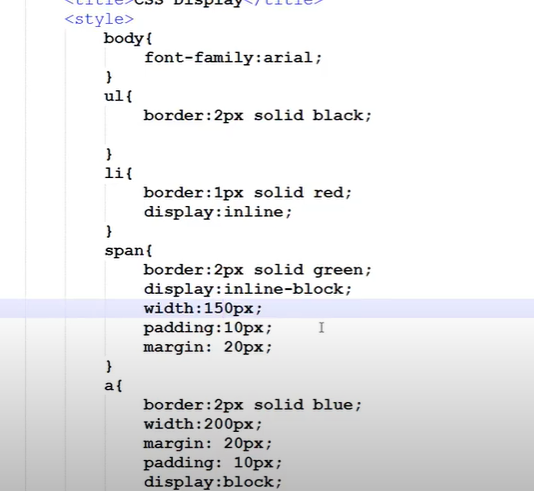 <title>CSS Display</title>
<style>
body{
font-family:arial;
}
ul{
border:2px solid black;
}
li{
border:1px solid red;
display:inline;
}
span{
border:2px solid green;
display:inline-block;
width:150px;
padding:10px;
margin: 20px;
}
a{
border:2px solid blue;
width:200px;
margin: 20px;
padding: 10px;
display:block;